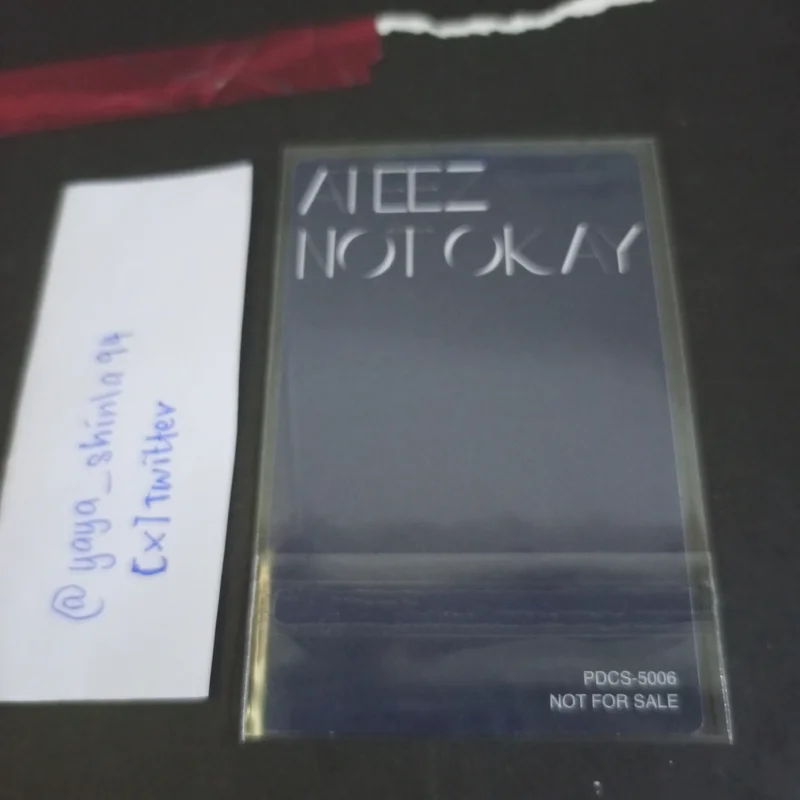 @yaya_shinla94
[x] Twitter
ATEEZ
NOT OKAY
PDCS-5006
NOT FOR SALE